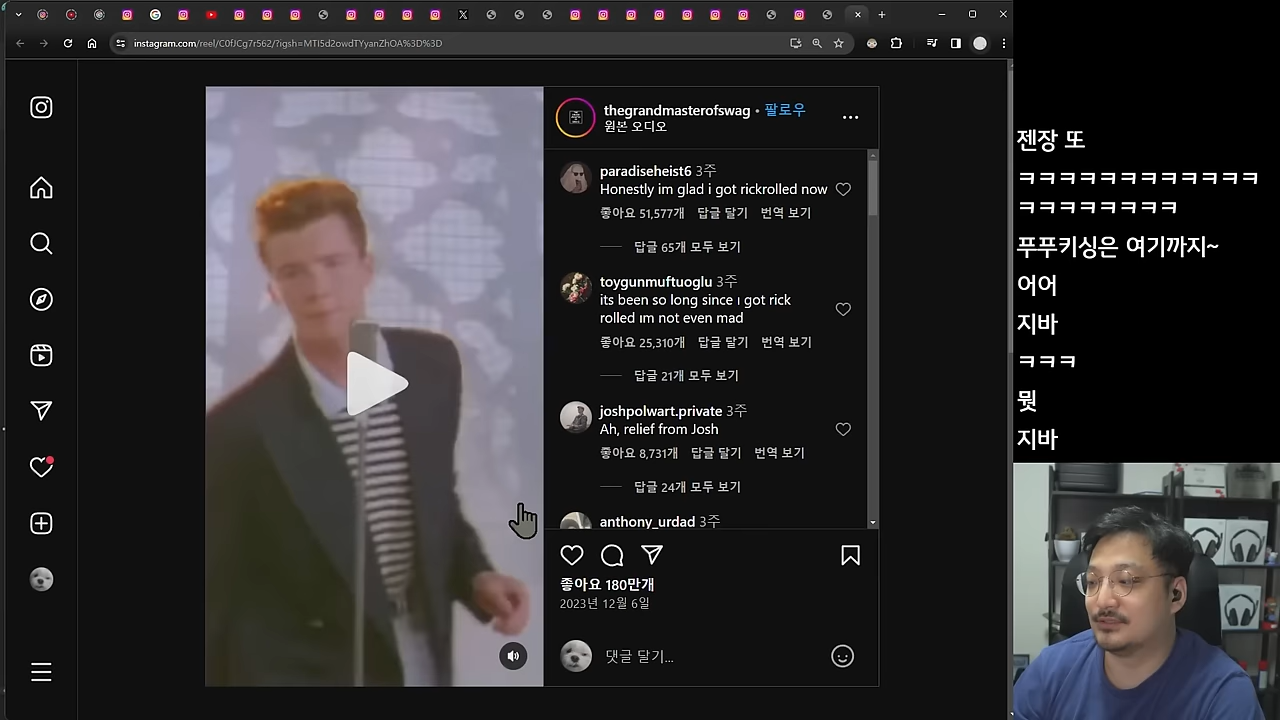 instagram.com/reel/C0fJCg7r562/?igsh=MTI5d2owdTYyanZhOA%3D%3D
thegrandmasterofswag • 팔로우
원본 오디오
paradiseheist6 3주
Honestly im glad i got rickrolled now
좋아요 51,577개 답글 달기 번역 보기
답글 65개 모두 보기
toygunmuftuoglu 3주
its been so long since ı got rick
rolled ım not even mad
좋아요 25,310개 답글 달기 번역 보기
답글 21개 모두 보기
joshpolwart.private 3주
Ah, relief from Josh
좋아요 8,731개 답글 달기 번역 보기
답글 24개 모두 보기
anthony_urdad 3주
좋아요 180만개
2023년 12월 6일
댓글 달기...
젠장 또
ㅋㅋㅋㅋㅋㅋㅋㅋㅋㅋㅋㅋ
ㅋㅋㅋㅋㅋㅋㅋㅋ
푸푸키싱은 여기까지~
어어
지바
ㅋㅋㅋ
뭣
지바